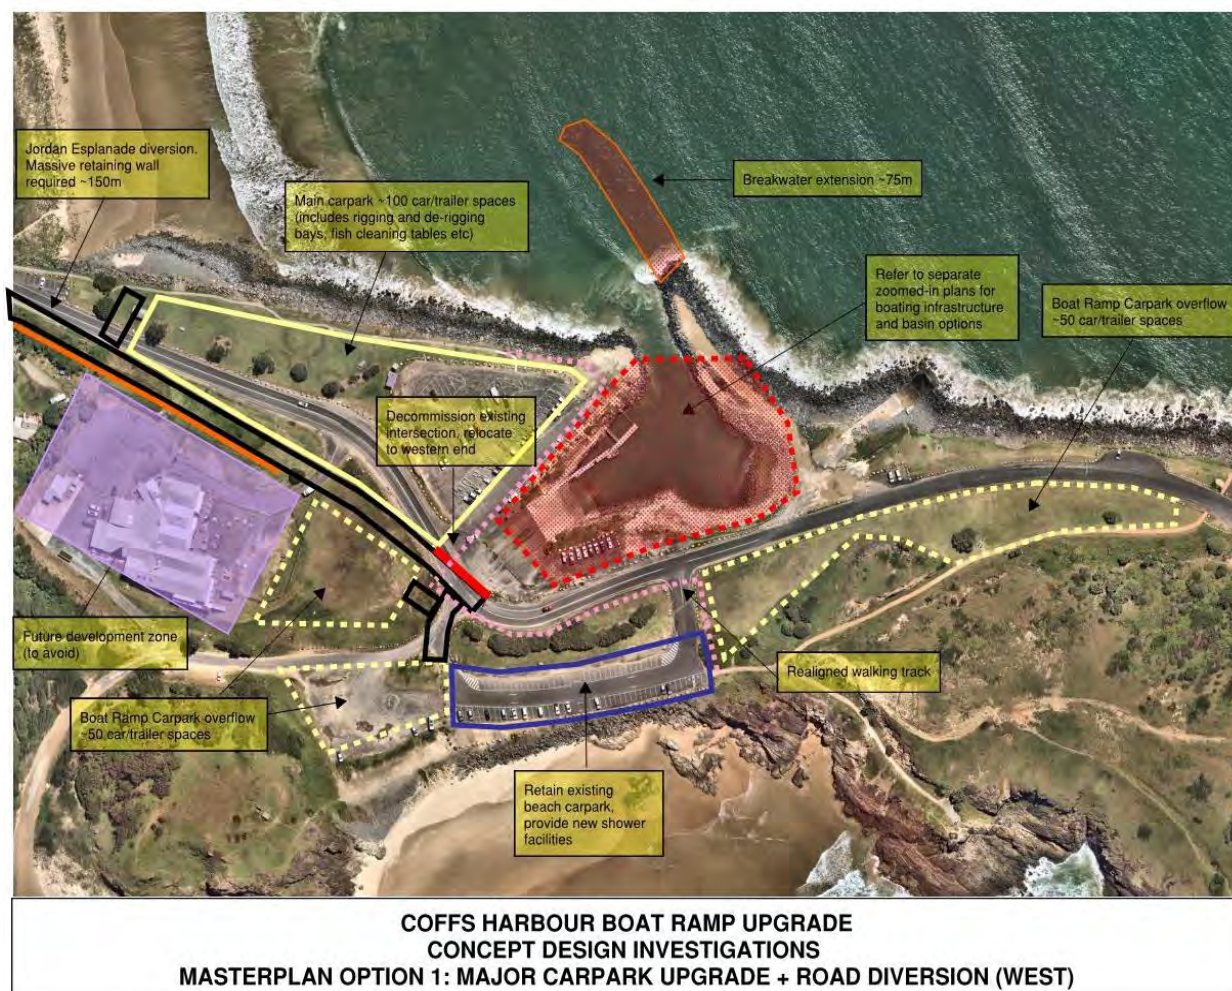 Jordan Esplanade diversion.
Massive retaining wall
required ~150m
Main carpark ~100 car/trailer spaces
(includes rigging and de-rigging
bays, fish cleaning tables etc)
Breakwater extension ~75m
Refer to separate
zoomed-in plans for
boating infrastructure
and basin options
Boat Ramp Carpark overflow
~50 car/trailer spaces
Decommission existing
intersection, relocate
to western end
Future development zone
(to avoid)
Boat Ramp Carpark overflow
~50 car/trailer spaces
Realigned walking track
Retain existing
beach carpark,
provide new shower
facilities
COFFS HARBOUR BOAT RAMP UPGRADE
CONCEPT DESIGN INVESTIGATIONS
MASTERPLAN OPTION 1: MAJOR CARPARK UPGRADE + ROAD DIVERSION (WEST)